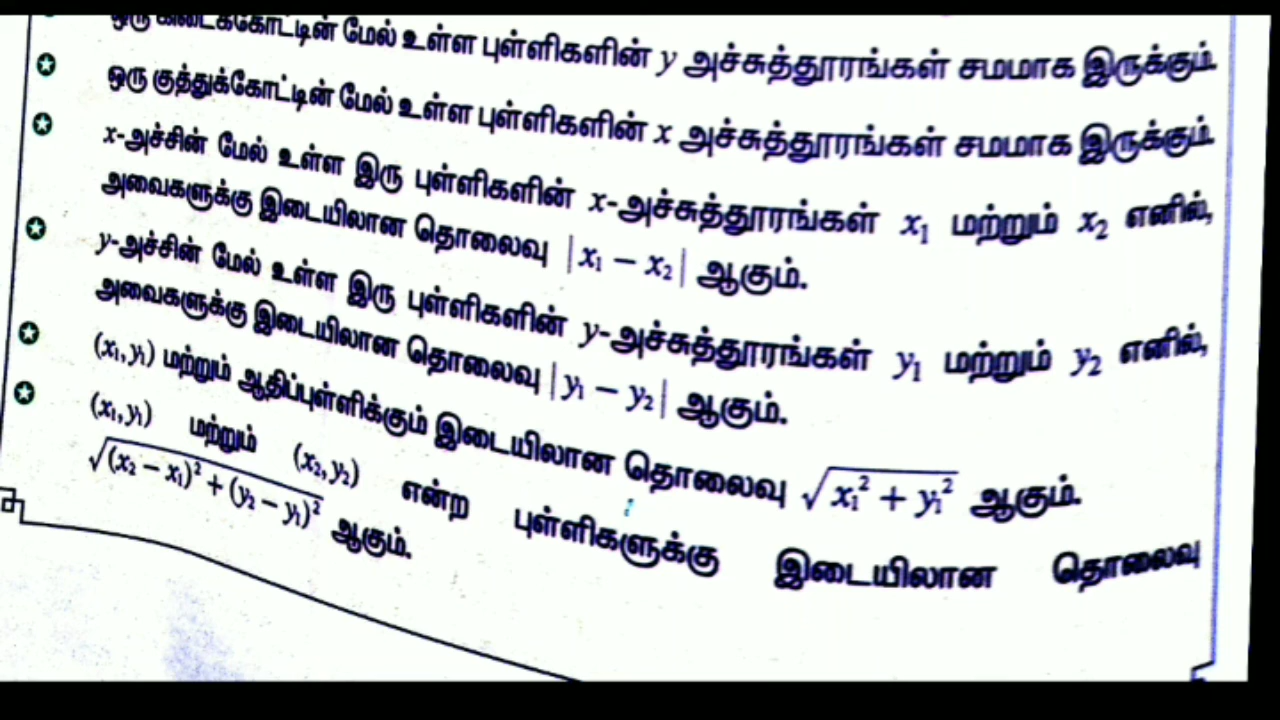 ஒரு கிடைக்கோட்டின் மேல் உள்ள புள்ளிகளின் y அச்சுத்தூரங்கள் சமமாக இருக்கும்.
ஒரு குத்துக்கோட்டின் மேல் உள்ள புள்ளிகளின் x அச்சுத்தூரங்கள் சமமாக இருக்கும்.
x-அச்சின் மேல் உள்ள இரு புள்ளிகளின் x-அச்சுத்தூரங்கள் x₁ மற்றும் x₂ எனில்,
அவைகளுக்கு இடையிலான தொலைவு |x₁ − x₂| ஆகும்.
y-அச்சின் மேல் உள்ள இரு புள்ளிகளின் y-அச்சுத்தூரங்கள் y₁ மற்றும் y₂ எனில்,
அவைகளுக்கு இடையிலான தொலைவு |y₁ − y₂| ஆகும்.
(x₁, y₁) மற்றும் ஆதிப்புள்ளிக்கும் இடையிலான தொலைவு √(x₁² + y₁²) ஆகும்.
(x₁, y₁) மற்றும் (x₂, y₂) என்ற புள்ளிகளுக்கு இடையிலான தொலைவு
√((x₂ − x₁)² + (y₂ − y₁)²) ஆகும்.